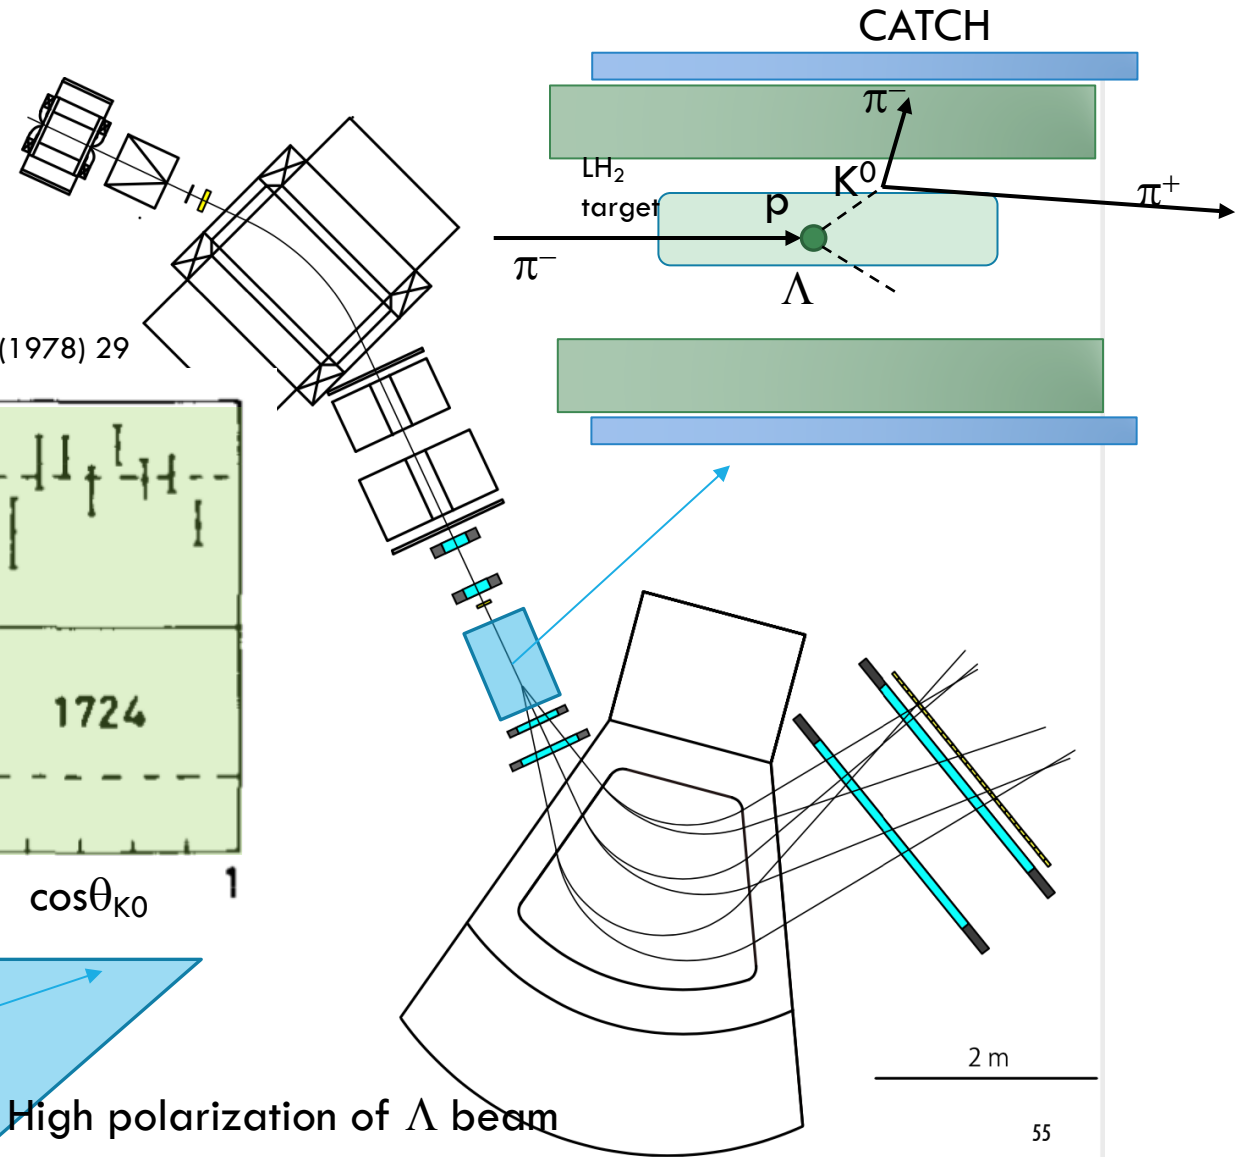 CATCH
π⁻
LH₂
target
p
K⁰
π⁺
π⁻
Λ
(1978) 29
1724
1
cosθK0
2 m
High polarization of Λ beam
55